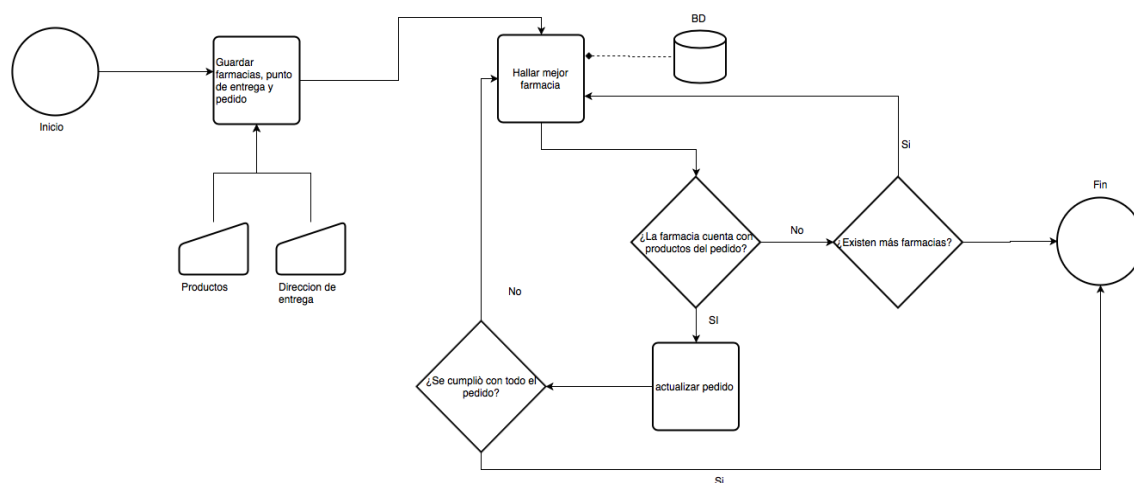 Inicio
Guardar
farmacias, punto
de entrega y
pedido
Productos
Direccion de
entrega
Hallar mejor
farmacia
BD
Si
¿La farmacia cuenta con
productos del pedido?
No
¿Existen más farmacias?
Fin
SI
actualizar pedido
¿Se cumpliò con todo el
pedido?
No
Si